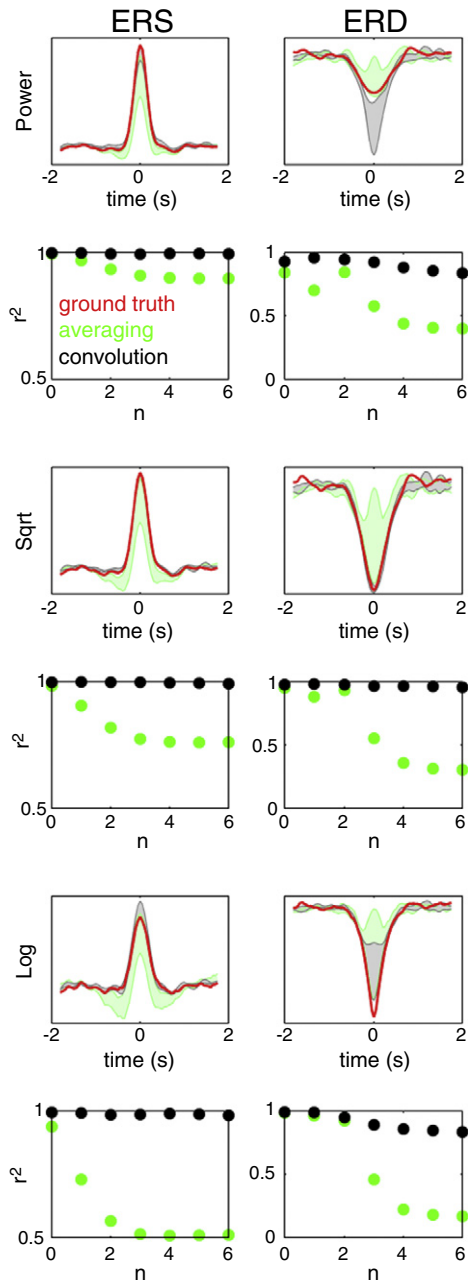 ERS ERD
Power
-2 0 2 -2 0 2
time (s) time (s)
1 1
r2 0.5
ground truth
averaging
convolution
0.5 0
0 2 4 6 0 2 4 6
n n
Sqrt
-2 0 2 -2 0 2
time (s) time (s)
1 1
r2 0.5
0.5 0
0 2 4 6 0 2 4 6
n n
Log
-2 0 2 -2 0 2
time (s) time (s)
1 1
r2 0.5
0.5 0
0 2 4 6 0 2 4 6
n n